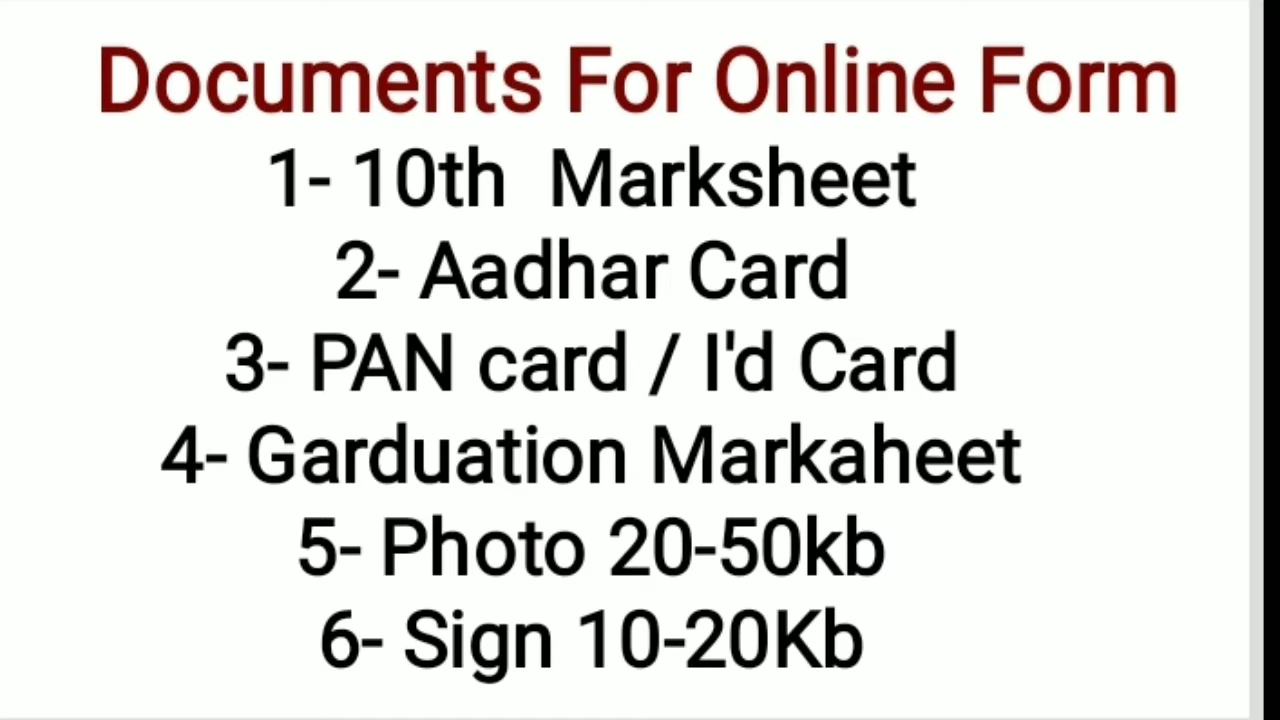 Documents For Online Form
1- 10th Marksheet
2- Aadhar Card
3- PAN card / I'd Card
4- Garduation Markaheet
5- Photo 20-50kb
6- Sign 10-20Kb